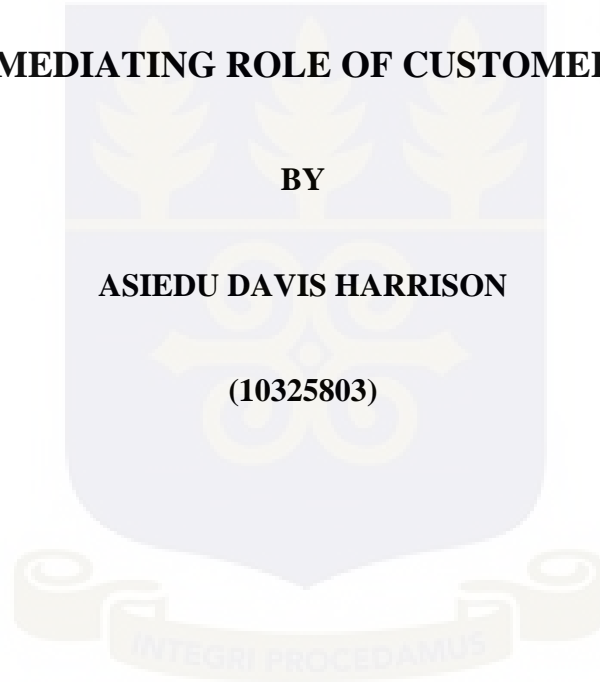 MEDIATING ROLE OF CUSTOMER
BY
ASIEDU DAVIS HARRISON
(10325803)
INTEGRI PROCEDAMUS